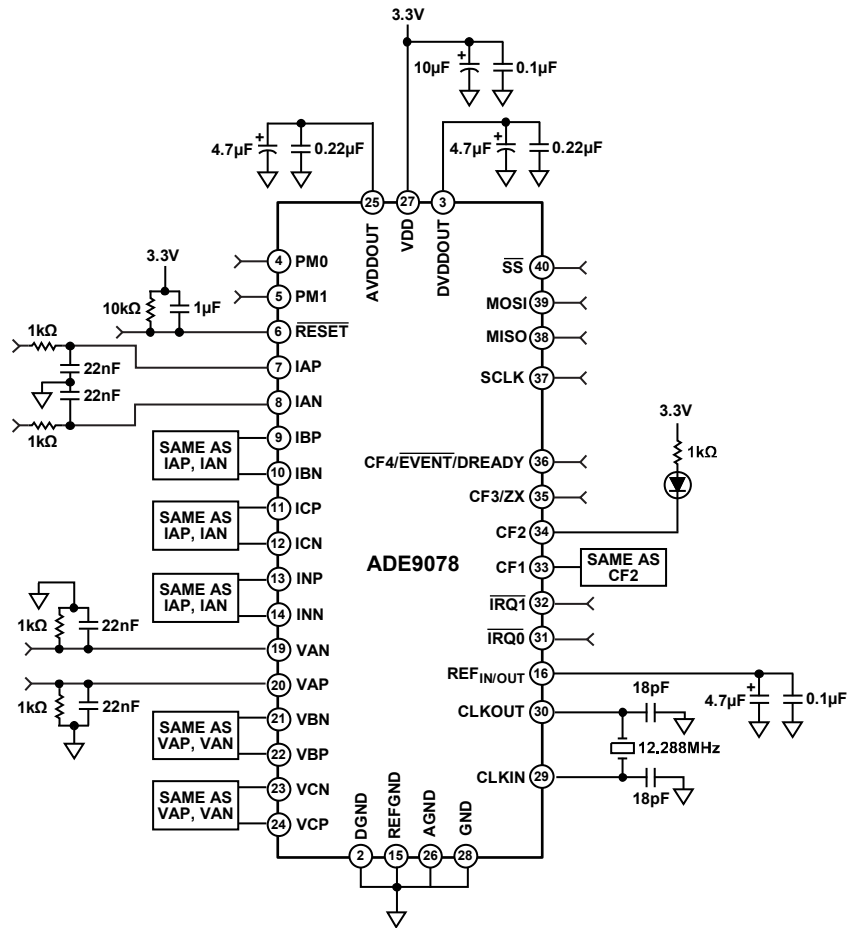 3.3V
10µF
+
0.1µF
4.7µF
+
0.22µF
4.7µF
+
0.22µF
25
27
3
AVDDOUT
VDD
DVDDOUT
3.3V
10kΩ
1µF
4 PM0
5 PM1
6 RESET
1kΩ
22nF
22nF
1kΩ
7 IAP
8 IAN
SAME AS
IAP, IAN
9 IBP
10 IBN
SAME AS
IAP, IAN
11 ICP
12 ICN
SAME AS
IAP, IAN
13 INP
14 INN
1kΩ
22nF
19 VAN
20 VAP
1kΩ
22nF
SAME AS
VAP, VAN
21 VBN
22 VBP
SAME AS
VAP, VAN
23 VCN
24 VCP
ADE9078
SS 40
MOSI 39
MISO 38
SCLK 37
CF4/EVENT/DREADY 36
CF3/ZX 35
CF2 34
3.3V
1kΩ
CF1 33
SAME AS
CF2
IRQ1 32
IRQ0 31
REFIN/OUT 16
4.7µF
+
0.1µF
CLKOUT 30
18pF
12.288MHz
CLKIN 29
18pF
DGND
REFGND
AGND
GND
2
15
26
28